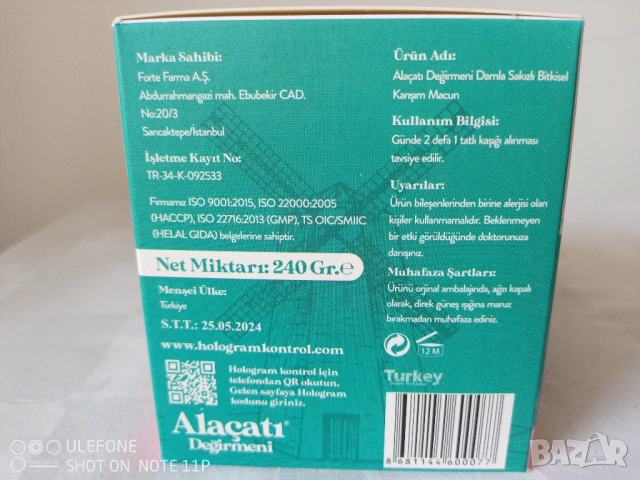 Marka Sahibi:
Forte Farma A.Ş.
Abdurrahmangazi mah. Ebubekir CAD.
No:20/3
Sancaktepe/İstanbul
İşletme Kayıt No:
TR-34-K-092533
Firmamız ISO 9001:2015, ISO 22000:2005
(HACCP), ISO 22716:2013 (GMP), TS OIC/SMIIC
(HELAL GIDA) belgelerine sahiptir.
Net Miktarı: 240 Gr.℮
Menşei Ülke:
Türkiye
S.T.T.: 25.05.2024
www.hologramkontrol.com
Hologram kontrol için
telefondan QR okutun.
Gelen sayfaya Hologram
kodunu giriniz.
Alaçatı®
Değirmeni
Ürün Adı:
Alaçatı Değirmeni Damla Sakızlı Bitkisel
Karışım Macun
Kullanım Bilgisi:
Günde 2 defa 1 tatlı kaşığı alınması
tavsiye edilir.
Uyarılar:
Ürün bileşenlerinden birine alerjisi olan
kişiler kullanmamalıdır. Beklenmeyen
bir etki görüldüğünde doktorunuza
danışınız.
Muhafaza Şartları:
Ürünü orjinal ambalajında, ağzı kapalı
olarak, direk güneş ışığına maruz
bırakmadan muhafaza ediniz.
12 M
Turkey
8 681144 600077
ULEFONE
SHOT ON NOTE 11P
BAZAR